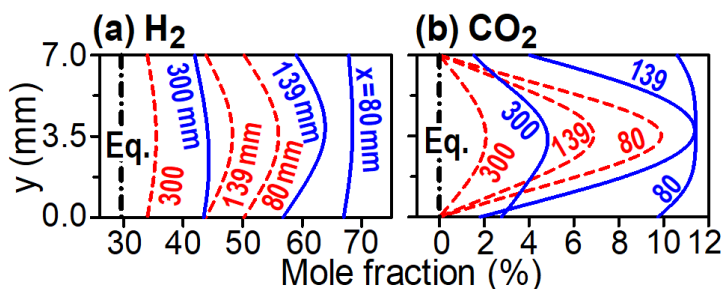 (a) H₂
(b) CO₂
y (mm)
7.0
3.5
0.0
Eq.
300
300 mm
139 mm
80 mm
139 mm
x=80 mm
Eq.
300
300
139
80
139
80
30 40 50 60 70
0 2 4 6 8 10 12
Mole fraction (%)